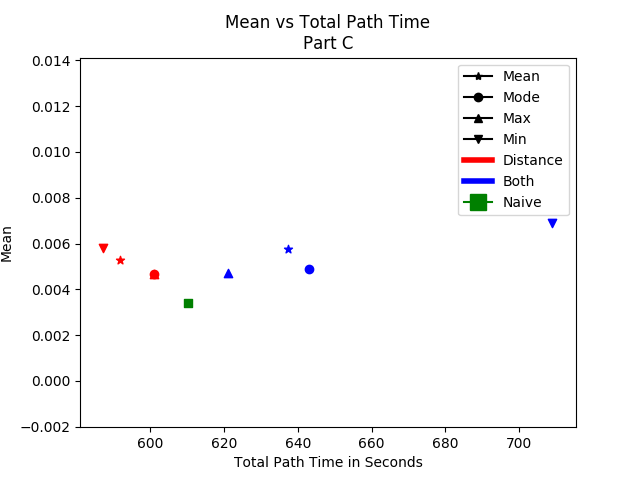 Mean vs Total Path Time
Part C
0.014
0.012
0.010
0.008
0.006
0.004
0.002
0.000
−0.002
Mean
Mean
Mode
Max
Min
Distance
Both
Naive
600 620 640 660 680 700
Total Path Time in Seconds